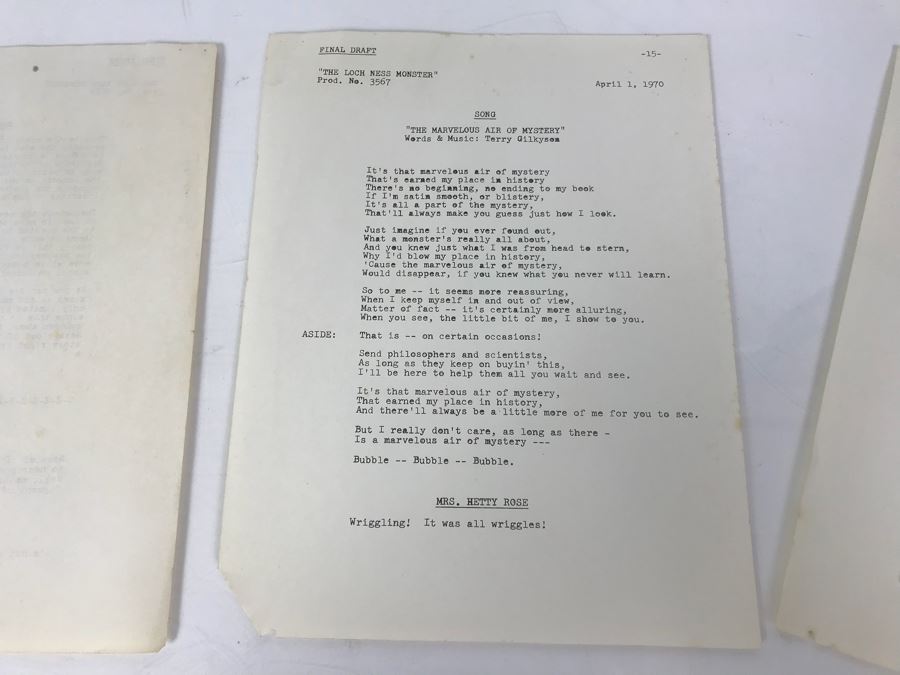 FINAL DRAFT
-15-
"THE LOCH NESS MONSTER"
Prod. No. 3567
April 1, 1970
SONG
"THE MARVELOUS AIR OF MYSTERY"
Words & Music: Terry Gilkyson
It's that marvelous air of mystery
That's earned my place in history
There's no beginning, no ending to my book
If I'm satin smooth, or blistery,
It's all a part of the mystery,
That'll always make you guess just how I look.
Just imagine if you ever found out,
What a monster's really all about,
And you knew just what I was from head to stern,
Why I'd blow my place in history,
'Cause the marvelous air of mystery,
Would disappear, if you knew what you never will learn.
So to me -- it seems more reassuring,
When I keep myself in and out of view,
Matter of fact -- it's certainly more alluring,
When you see, the little bit of me, I show to you.
ASIDE: That is -- on certain occasions!
Send philosophers and scientists,
As long as they keep on buyin' this,
I'll be here to help them all you wait and see.
It's that marvelous air of mystery,
That earned my place in history,
And there'll always be a little more of me for you to see.
But I really don't care, as long as there -
Is a marvelous air of mystery ---
Bubble -- Bubble -- Bubble.
MRS. HETTY ROSE
Wriggling! It was all wriggles!